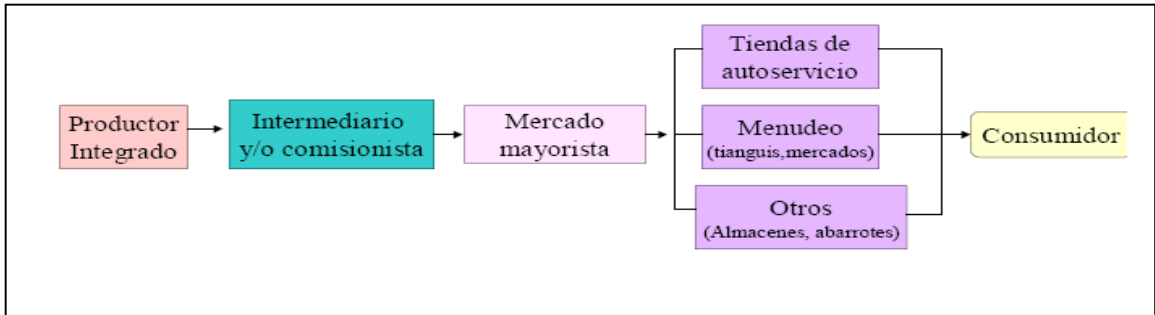 Productor
Integrado
Intermediario
y/o comisionista
Mercado
mayorista
Tiendas de
autoservicio
Menudeo
(tianguis,mercados)
Otros
(Almacenes, abarrotes)
Consumidor